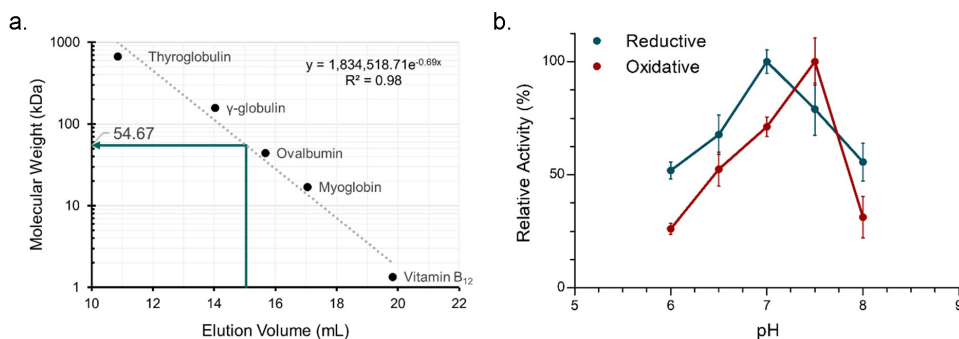 a.
1000
100
10
1
Molecular Weight (kDa)
Thyroglobulin
y = 1,834,518.71e-0.69x
R² = 0.98
γ-globulin
54.67
Ovalbumin
Myoglobin
Vitamin B12
10 12 14 16 18 20 22
Elution Volume (mL)
b.
Reductive
Oxidative
100
50
0
Relative Activity (%)
5 6 7 8 9
pH